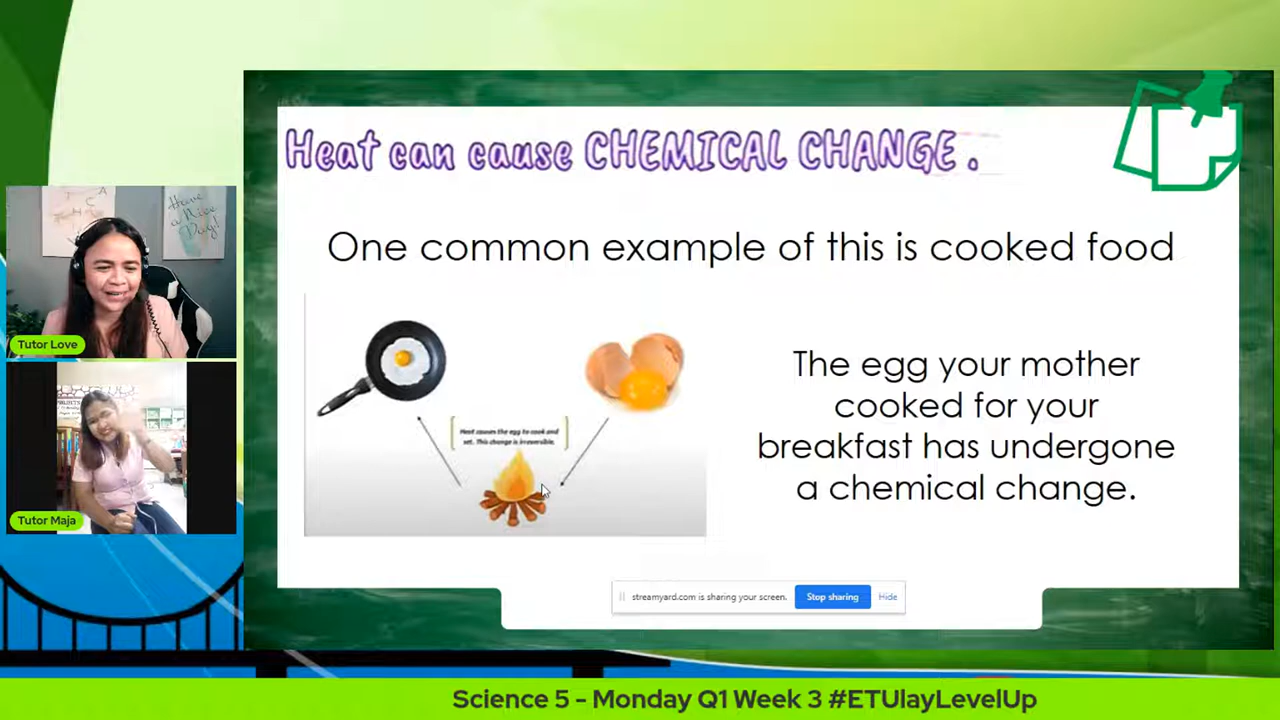 Heat can cause CHEMICAL CHANGE.
One common example of this is cooked food
Heat causes the egg to cook and
set. This change is irreversible.
The egg your mother
cooked for your
breakfast has undergone
a chemical change.
Have
a Nice
Day!
Tutor Love
Tutor Maja
streamyard.com is sharing your screen.
Stop sharing
Hide
Science 5 - Monday Q1 Week 3 #ETUlayLevelUp